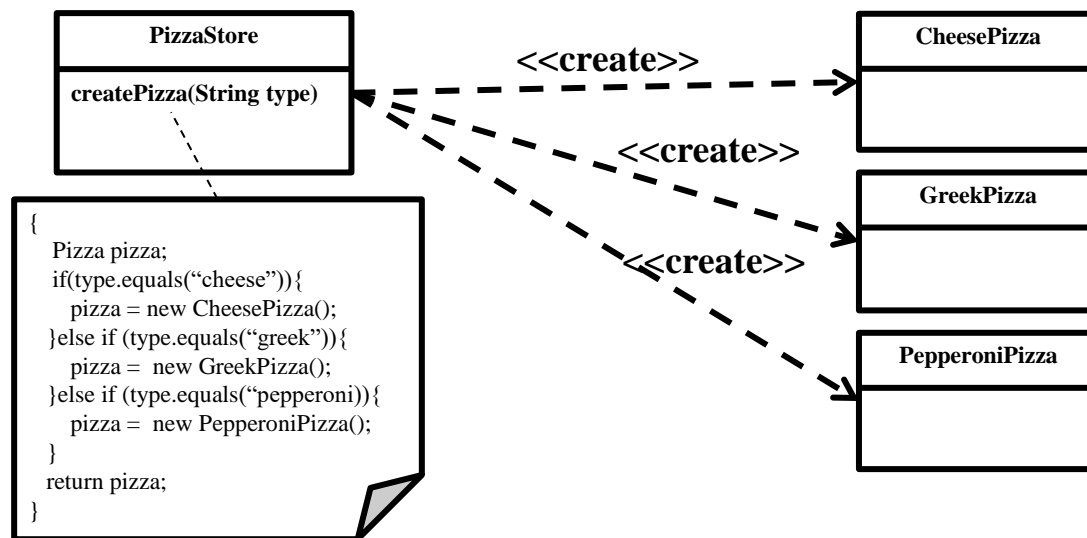 PizzaStore
createPizza(String type)
{
Pizza pizza;
if(type.equals(“cheese”)){
pizza = new CheesePizza();
}else if (type.equals(“greek”)){
pizza =  new GreekPizza();
}else if (type.equals(“pepperoni)){
pizza =  new PepperoniPizza();
}
return pizza;
}
<<create>>
<<create>>
<<create>>
CheesePizza
GreekPizza
PepperoniPizza